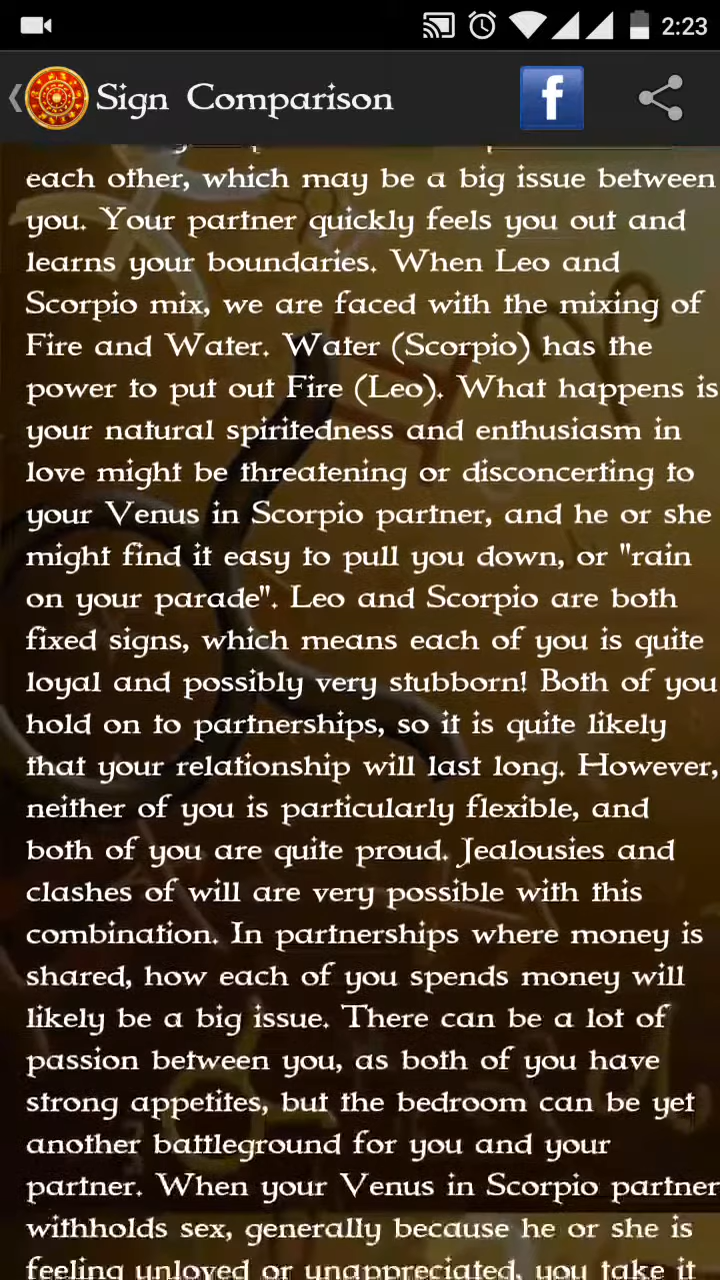 2:23
Sign Comparison
each other, which may be a big issue between
you. Your partner quickly feels you out and
learns your boundaries. When Leo and
Scorpio mix, we are faced with the mixing of
Fire and Water. Water (Scorpio) has the
power to put out Fire (Leo). What happens is
your natural spiritedness and enthusiasm in
love might be threatening or disconcerting to
your Venus in Scorpio partner, and he or she
might find it easy to pull you down, or "rain
on your parade". Leo and Scorpio are both
fixed signs, which means each of you is quite
loyal and possibly very stubborn! Both of you
hold on to partnerships, so it is quite likely
that your relationship will last long. However,
neither of you is particularly flexible, and
both of you are quite proud. Jealousies and
clashes of will are very possible with this
combination. In partnerships where money is
shared, how each of you spends money will
likely be a big issue. There can be a lot of
passion between you, as both of you have
strong appetites, but the bedroom can be yet
another battleground for you and your
partner. When your Venus in Scorpio partner
withholds sex, generally because he or she is
feeling unloved or unappreciated, you take it